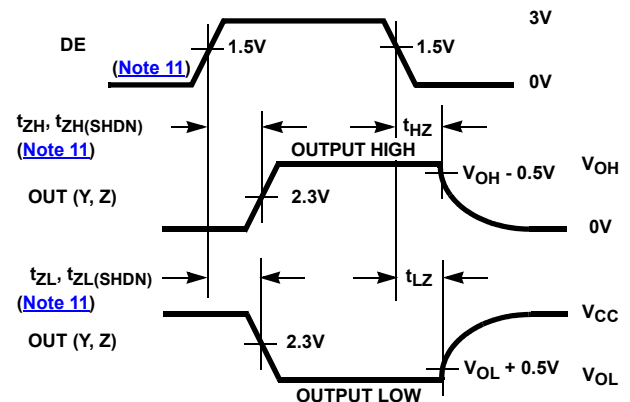 3V
DE
1.5V
1.5V
(Note 11)
0V
tZH, tZH(SHDN)
tHZ
(Note 11)
OUTPUT HIGH
VOH - 0.5V
VOH
OUT (Y, Z)
2.3V
0V
tZL, tZL(SHDN)
tLZ
(Note 11)
VCC
OUT (Y, Z)
2.3V
VOL + 0.5V
VOL
OUTPUT LOW